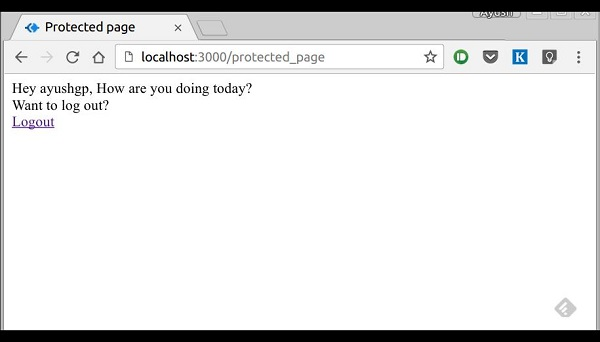 Ayush
Protected page
localhost:3000/protected_page
K
Hey ayushgp, How are you doing today?
Want to log out?
Logout